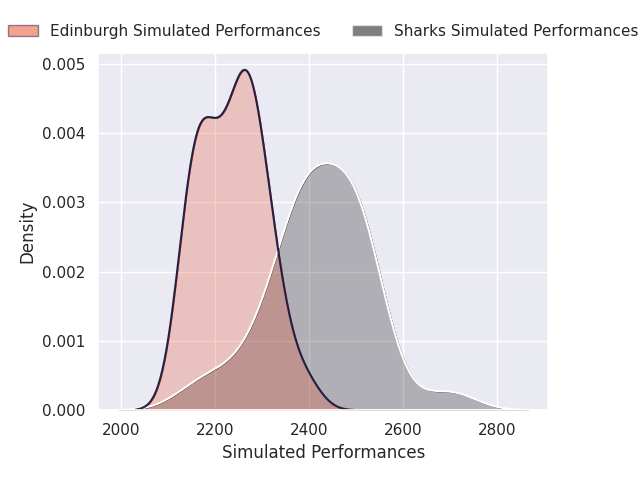 Edinburgh Simulated Performances Sharks Simulated Performances
0.005
0.004
0.003
0.002
0.001
0.000
Density
2000 2200 2400 2600 2800
Simulated Performances